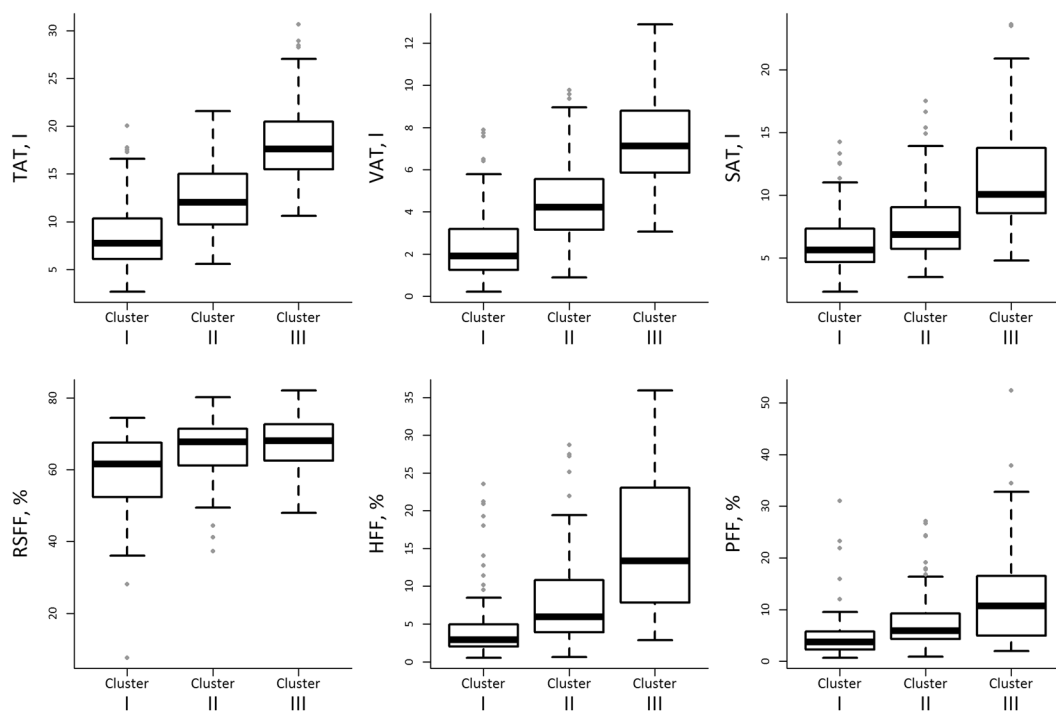 TAT, l
30
25
20
15
10
5
Cluster Cluster Cluster
I II III
VAT, l
12
10
8
6
4
2
0
Cluster Cluster Cluster
I II III
SAT, l
20
15
10
5
Cluster Cluster Cluster
I II III
RSFF, %
80
60
40
20
Cluster Cluster Cluster
I II III
HFF, %
35
30
25
20
15
10
5
0
Cluster Cluster Cluster
I II III
PFF, %
50
40
30
20
10
0
Cluster Cluster Cluster
I II III